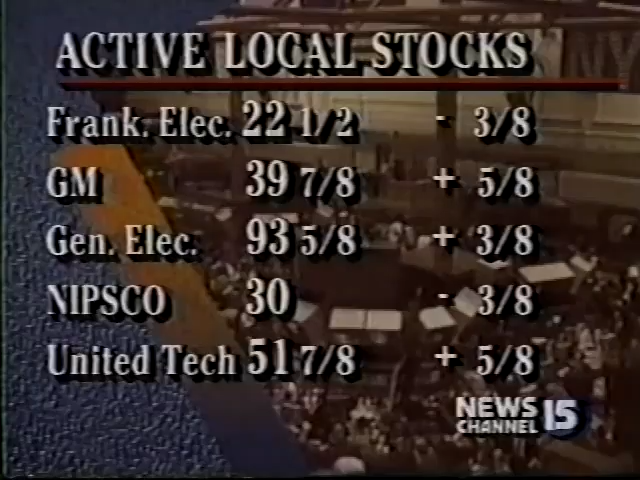 ACTIVE LOCAL STOCKS
Frank. Elec. 22 1/2 - 3/8
GM 39 7/8 + 5/8
Gen. Elec. 93 5/8 + 3/8
NIPSCO 30 - 3/8
United Tech 51 7/8 + 5/8
NEWS
CHANNEL 15